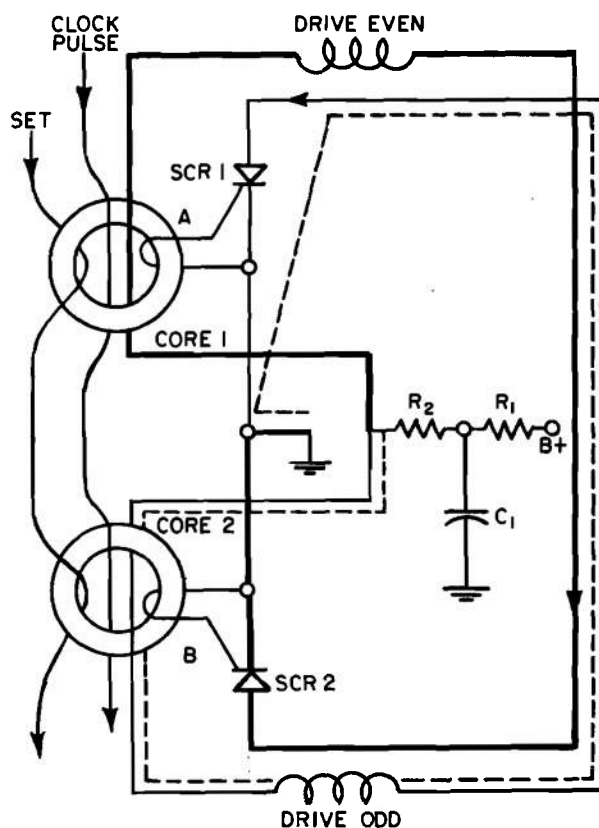 CLOCK
PULSE
DRIVE EVEN
SET
SCR 1
A
CORE 1
R2
R1
B+
C1
CORE 2
B
SCR 2
DRIVE ODD